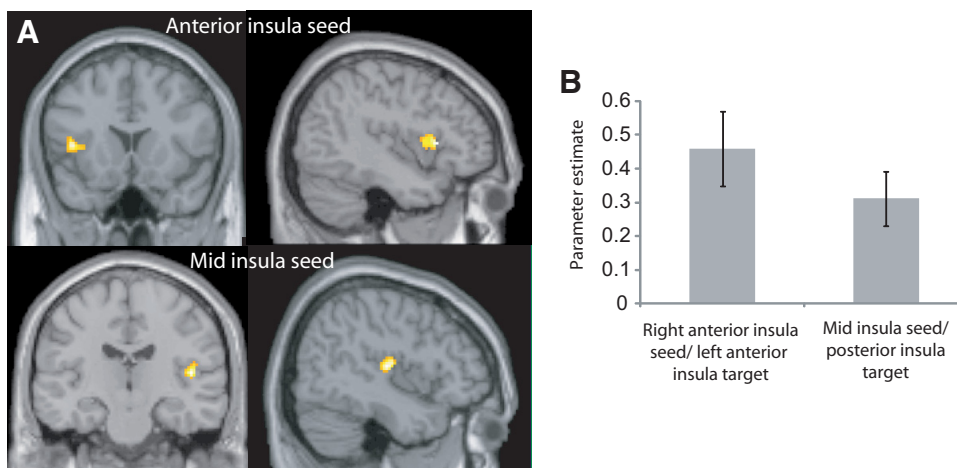 A
Anterior insula seed
Mid insula seed
B
Parameter estimate
0.6
0.5
0.4
0.3
0.2
0.1
0
Right anterior insula
seed/ left anterior
insula target
Mid insula seed/
posterior insula
target